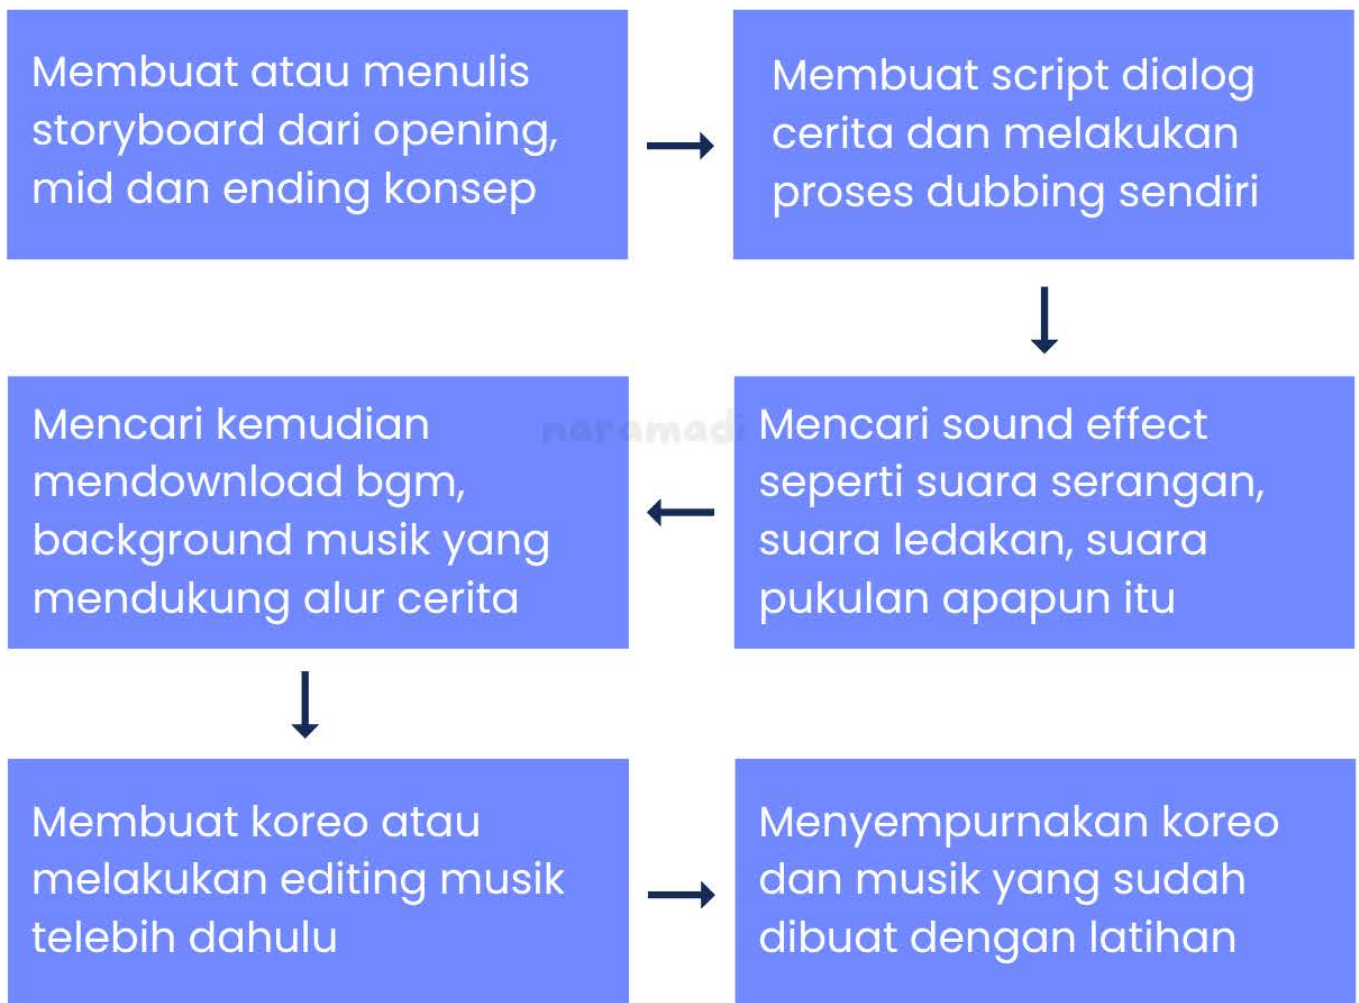 Membuat atau menulis
storyboard dari opening,
mid dan ending konsep
Membuat script dialog
cerita dan melakukan
proses dubbing sendiri
Mencari sound effect
seperti suara serangan,
suara ledakan, suara
pukulan apapun itu
Mencari kemudian
mendownload bgm,
background musik yang
mendukung alur cerita
Membuat koreo atau
melakukan editing musik
telebih dahulu
Menyempurnakan koreo
dan musik yang sudah
dibuat dengan latihan
naramadi